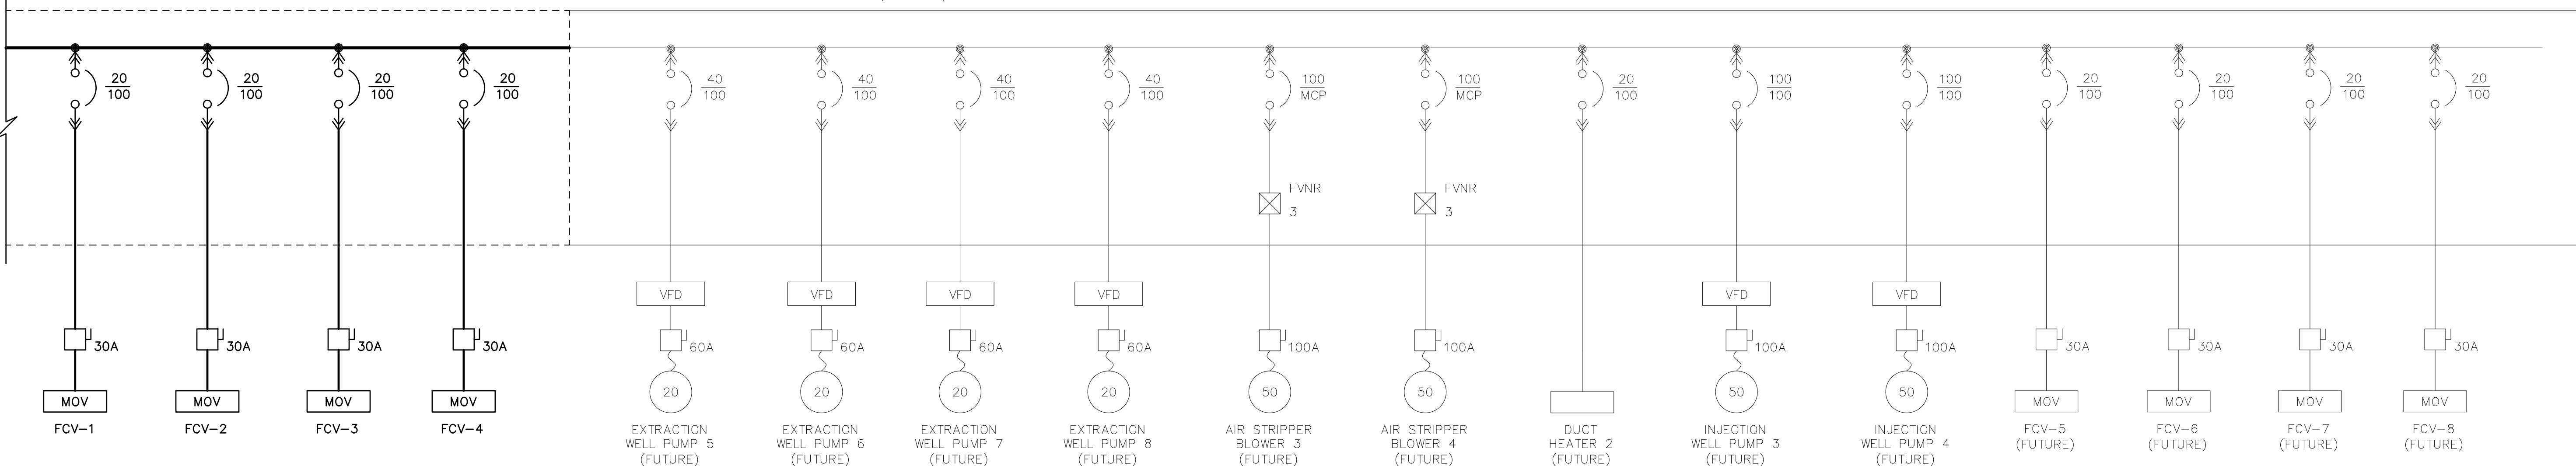 20
100
20
100
20
100
20
100
40
100
40
100
40
100
40
100
100
MCP
100
MCP
20
100
100
100
100
100
20
100
20
100
20
100
20
100
FVNR
3
FVNR
3
VFD
VFD
VFD
VFD
VFD
VFD
30A
30A
30A
30A
60A
60A
60A
60A
100A
100A
100A
100A
30A
30A
30A
30A
MOV
MOV
MOV
MOV
20
20
20
20
50
50
50
50
MOV
MOV
MOV
MOV
FCV-1
FCV-2
FCV-3
FCV-4
EXTRACTION
WELL PUMP 5
(FUTURE)
EXTRACTION
WELL PUMP 6
(FUTURE)
EXTRACTION
WELL PUMP 7
(FUTURE)
EXTRACTION
WELL PUMP 8
(FUTURE)
AIR STRIPPER
BLOWER 3
(FUTURE)
AIR STRIPPER
BLOWER 4
(FUTURE)
DUCT
HEATER 2
(FUTURE)
INJECTION
WELL PUMP 3
(FUTURE)
INJECTION
WELL PUMP 4
(FUTURE)
FCV-5
(FUTURE)
FCV-6
(FUTURE)
FCV-7
(FUTURE)
FCV-8
(FUTURE)